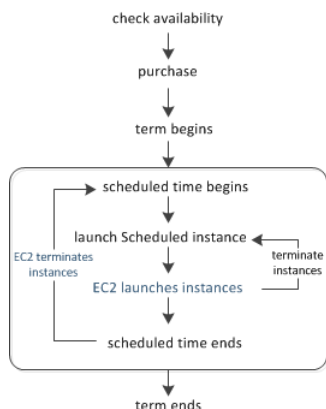 check availability
purchase
term begins
scheduled time begins
launch Scheduled instance
EC2 terminates
instances
terminate
instances
EC2 launches instances
scheduled time ends
term ends